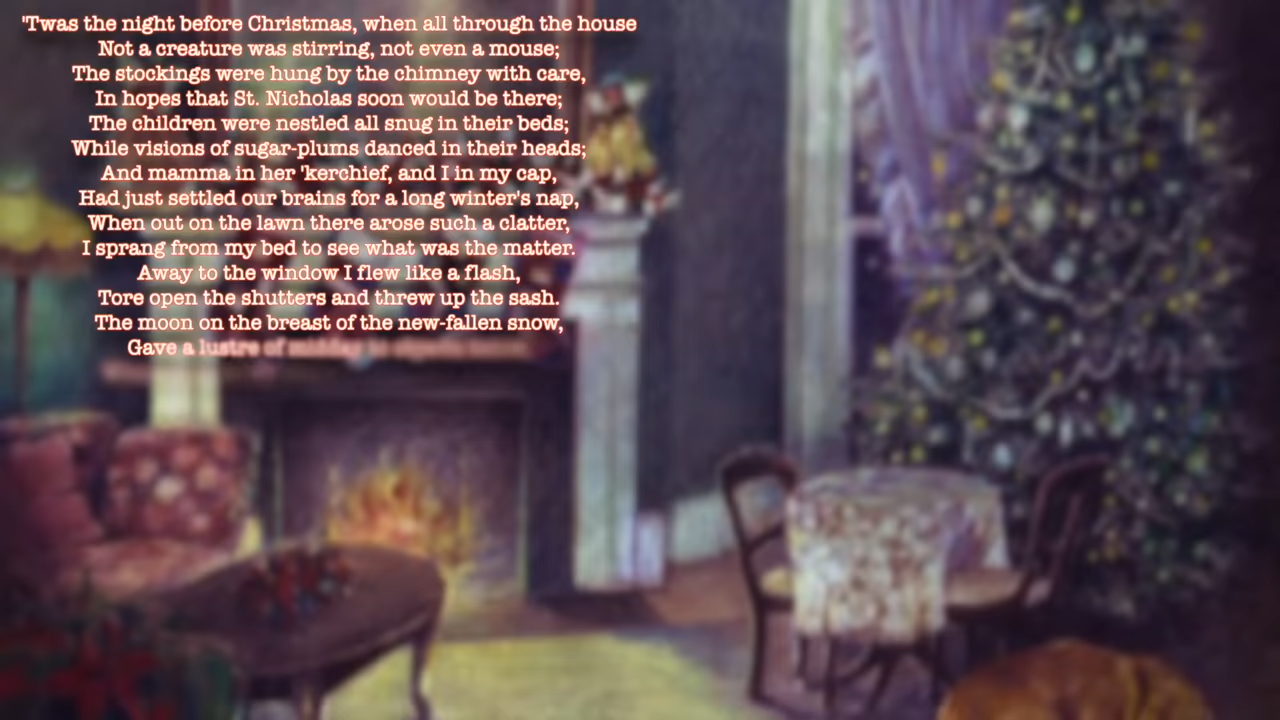 'Twas the night before Christmas, when all through the house
Not a creature was stirring, not even a mouse;
The stockings were hung by the chimney with care,
In hopes that St. Nicholas soon would be there;
The children were nestled all snug in their beds;
While visions of sugar-plums danced in their heads;
And mamma in her 'kerchief, and I in my cap,
Had just settled our brains for a long winter's nap,
When out on the lawn there arose such a clatter,
I sprang from my bed to see what was the matter.
Away to the window I flew like a flash,
Tore open the shutters and threw up the sash.
The moon on the breast of the new-fallen snow,
Gave a lustre of midday to